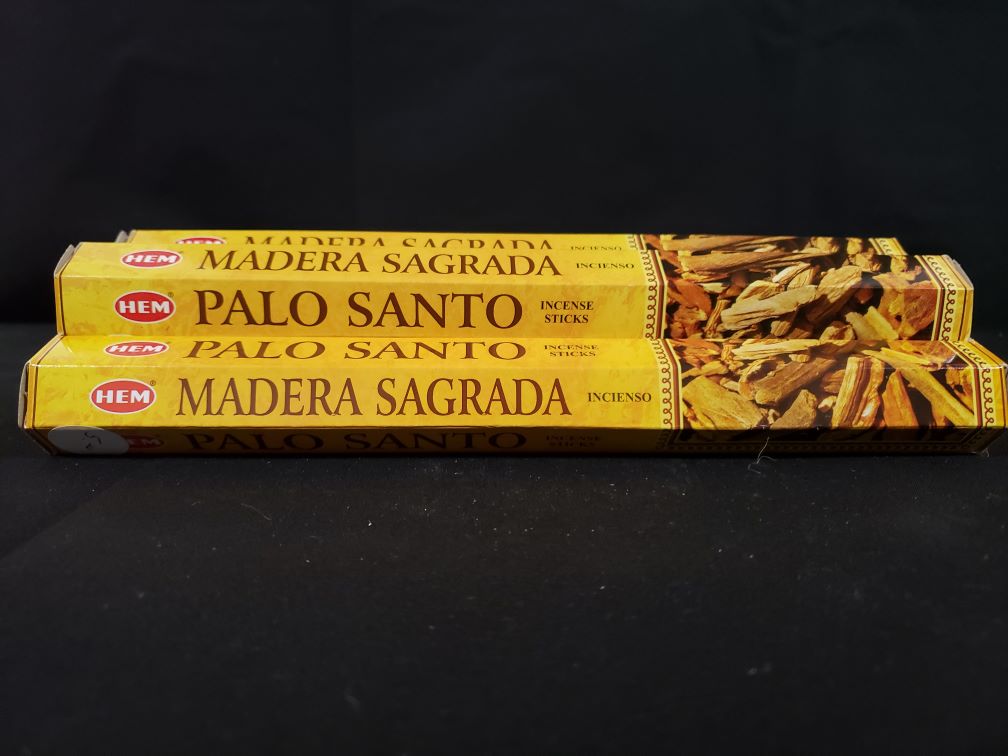 HEM MADERA SAGRADA INCIENSO
HEM MADERA SAGRADA INCIENSO
HEM PALO SANTO INCENSE STICKS
HEM PALO SANTO INCENSE STICKS
HEM® MADERA SAGRADA INCIENSO
HEM PALO SANTO INCENSE STICKS